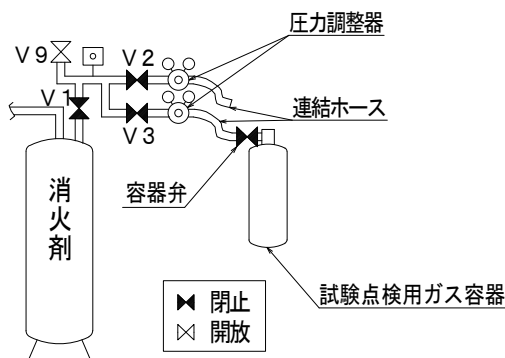 圧力調整器
V9
V2
V1
連結ホース
V3
容器弁
消火剤
試験点検用ガス容器
閉止
開放